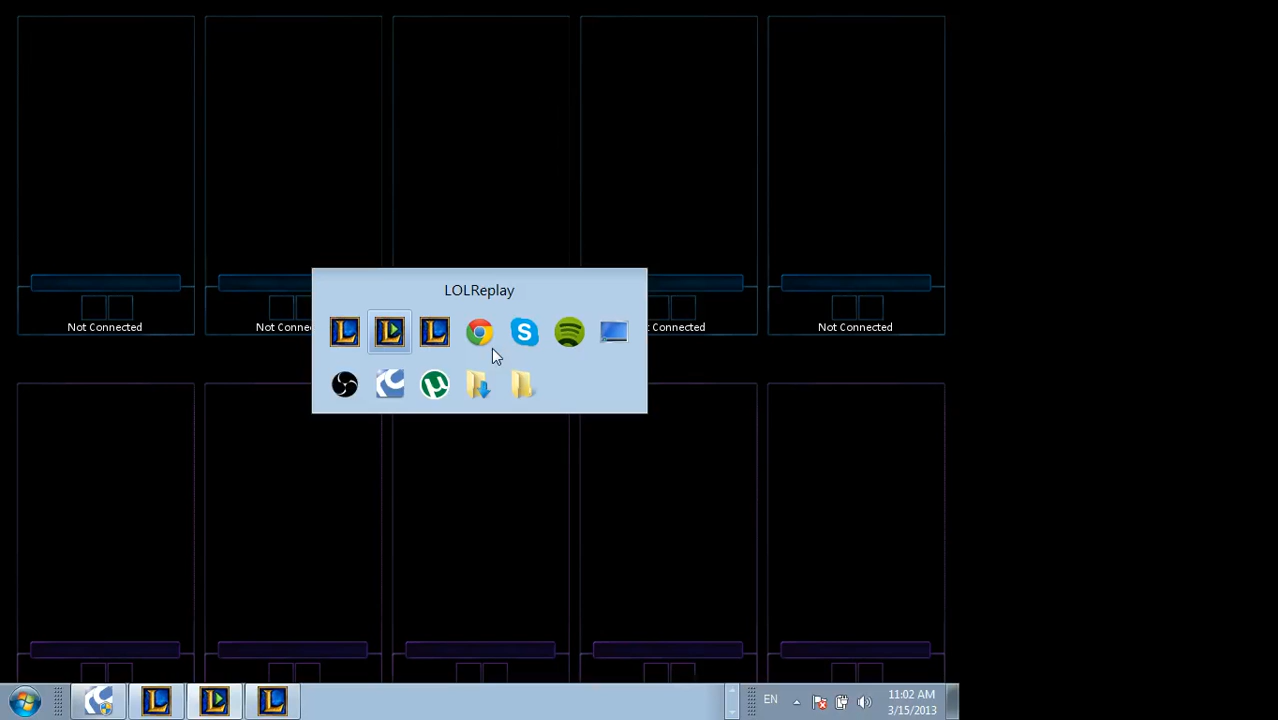 LOLReplay
Not Connected
Not Conne
t Connected
Not Connected
EN
11:02 AM
3/15/2013